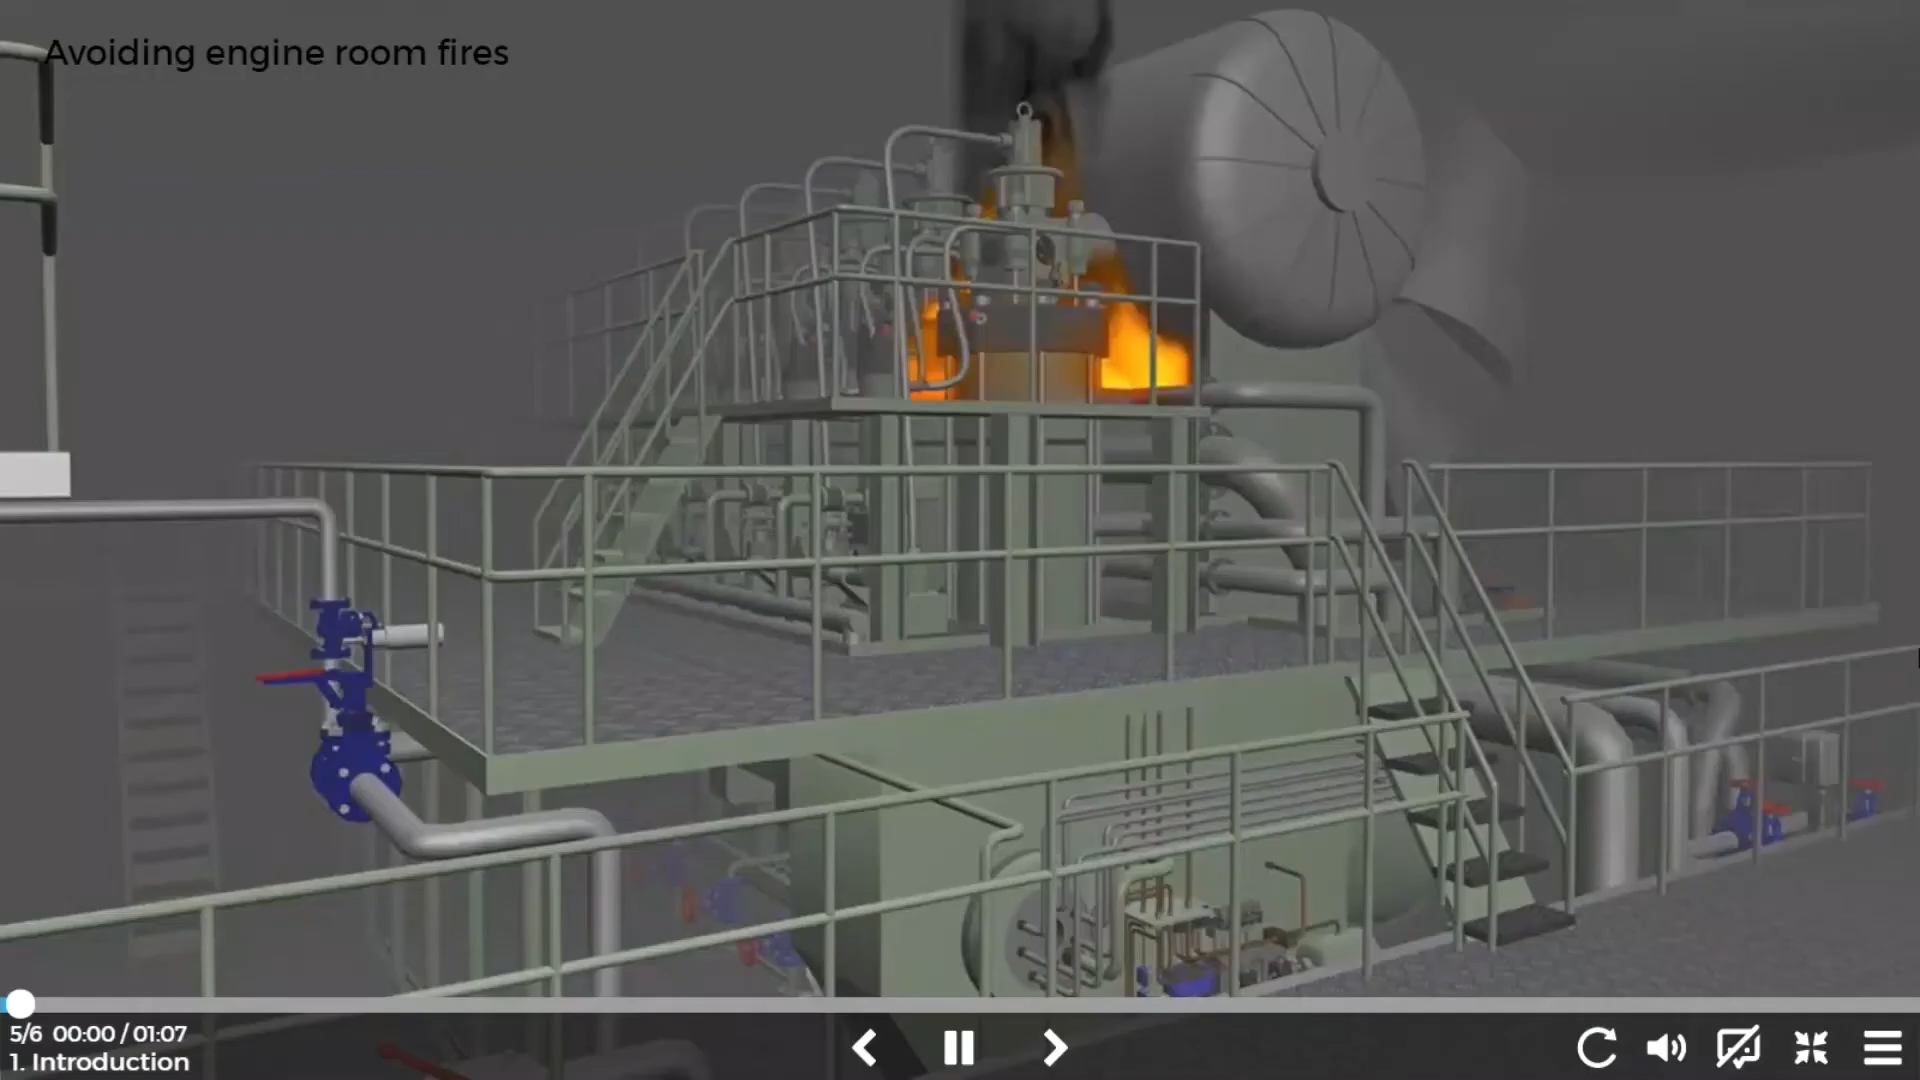 Avoiding engine room fires
5/6 00:00 / 01:07
1. Introduction